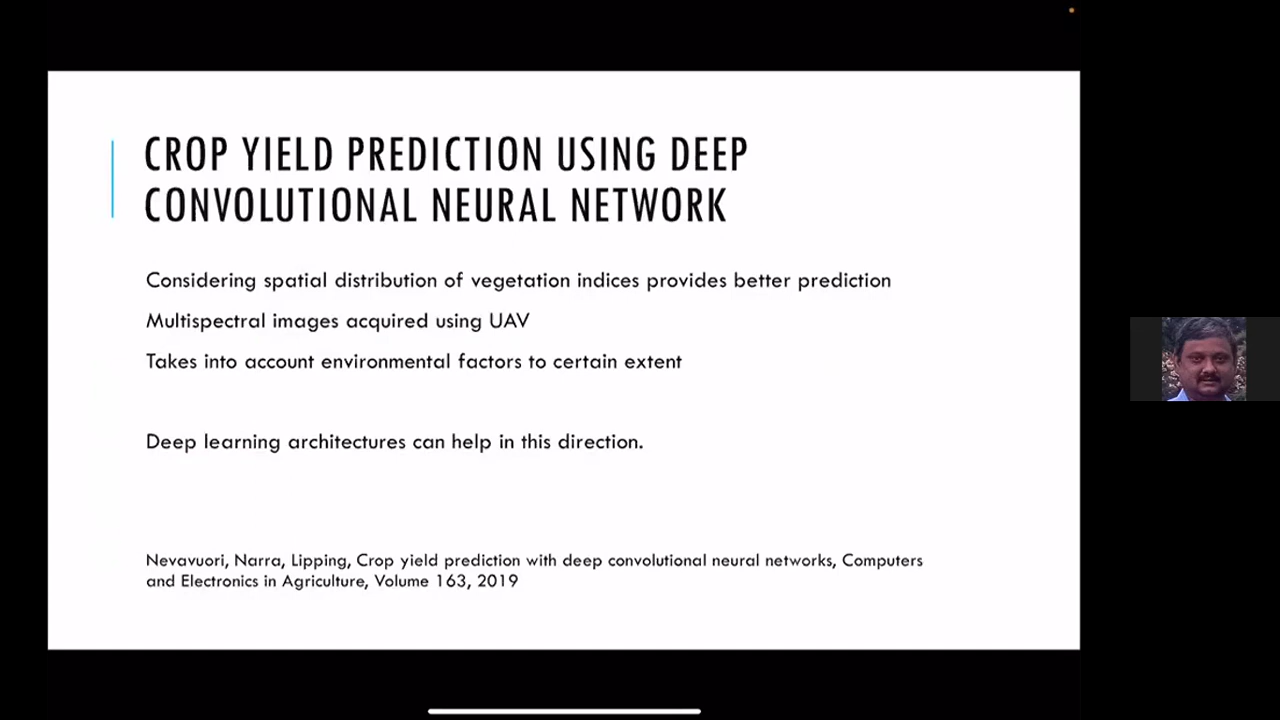 CROP YIELD PREDICTION USING DEEP
CONVOLUTIONAL NEURAL NETWORK
Considering spatial distribution of vegetation indices provides better prediction
Multispectral images acquired using UAV
Takes into account environmental factors to certain extent
Deep learning architectures can help in this direction.
Nevavuori, Narra, Lipping, Crop yield prediction with deep convolutional neural networks, Computers
and Electronics in Agriculture, Volume 163, 2019